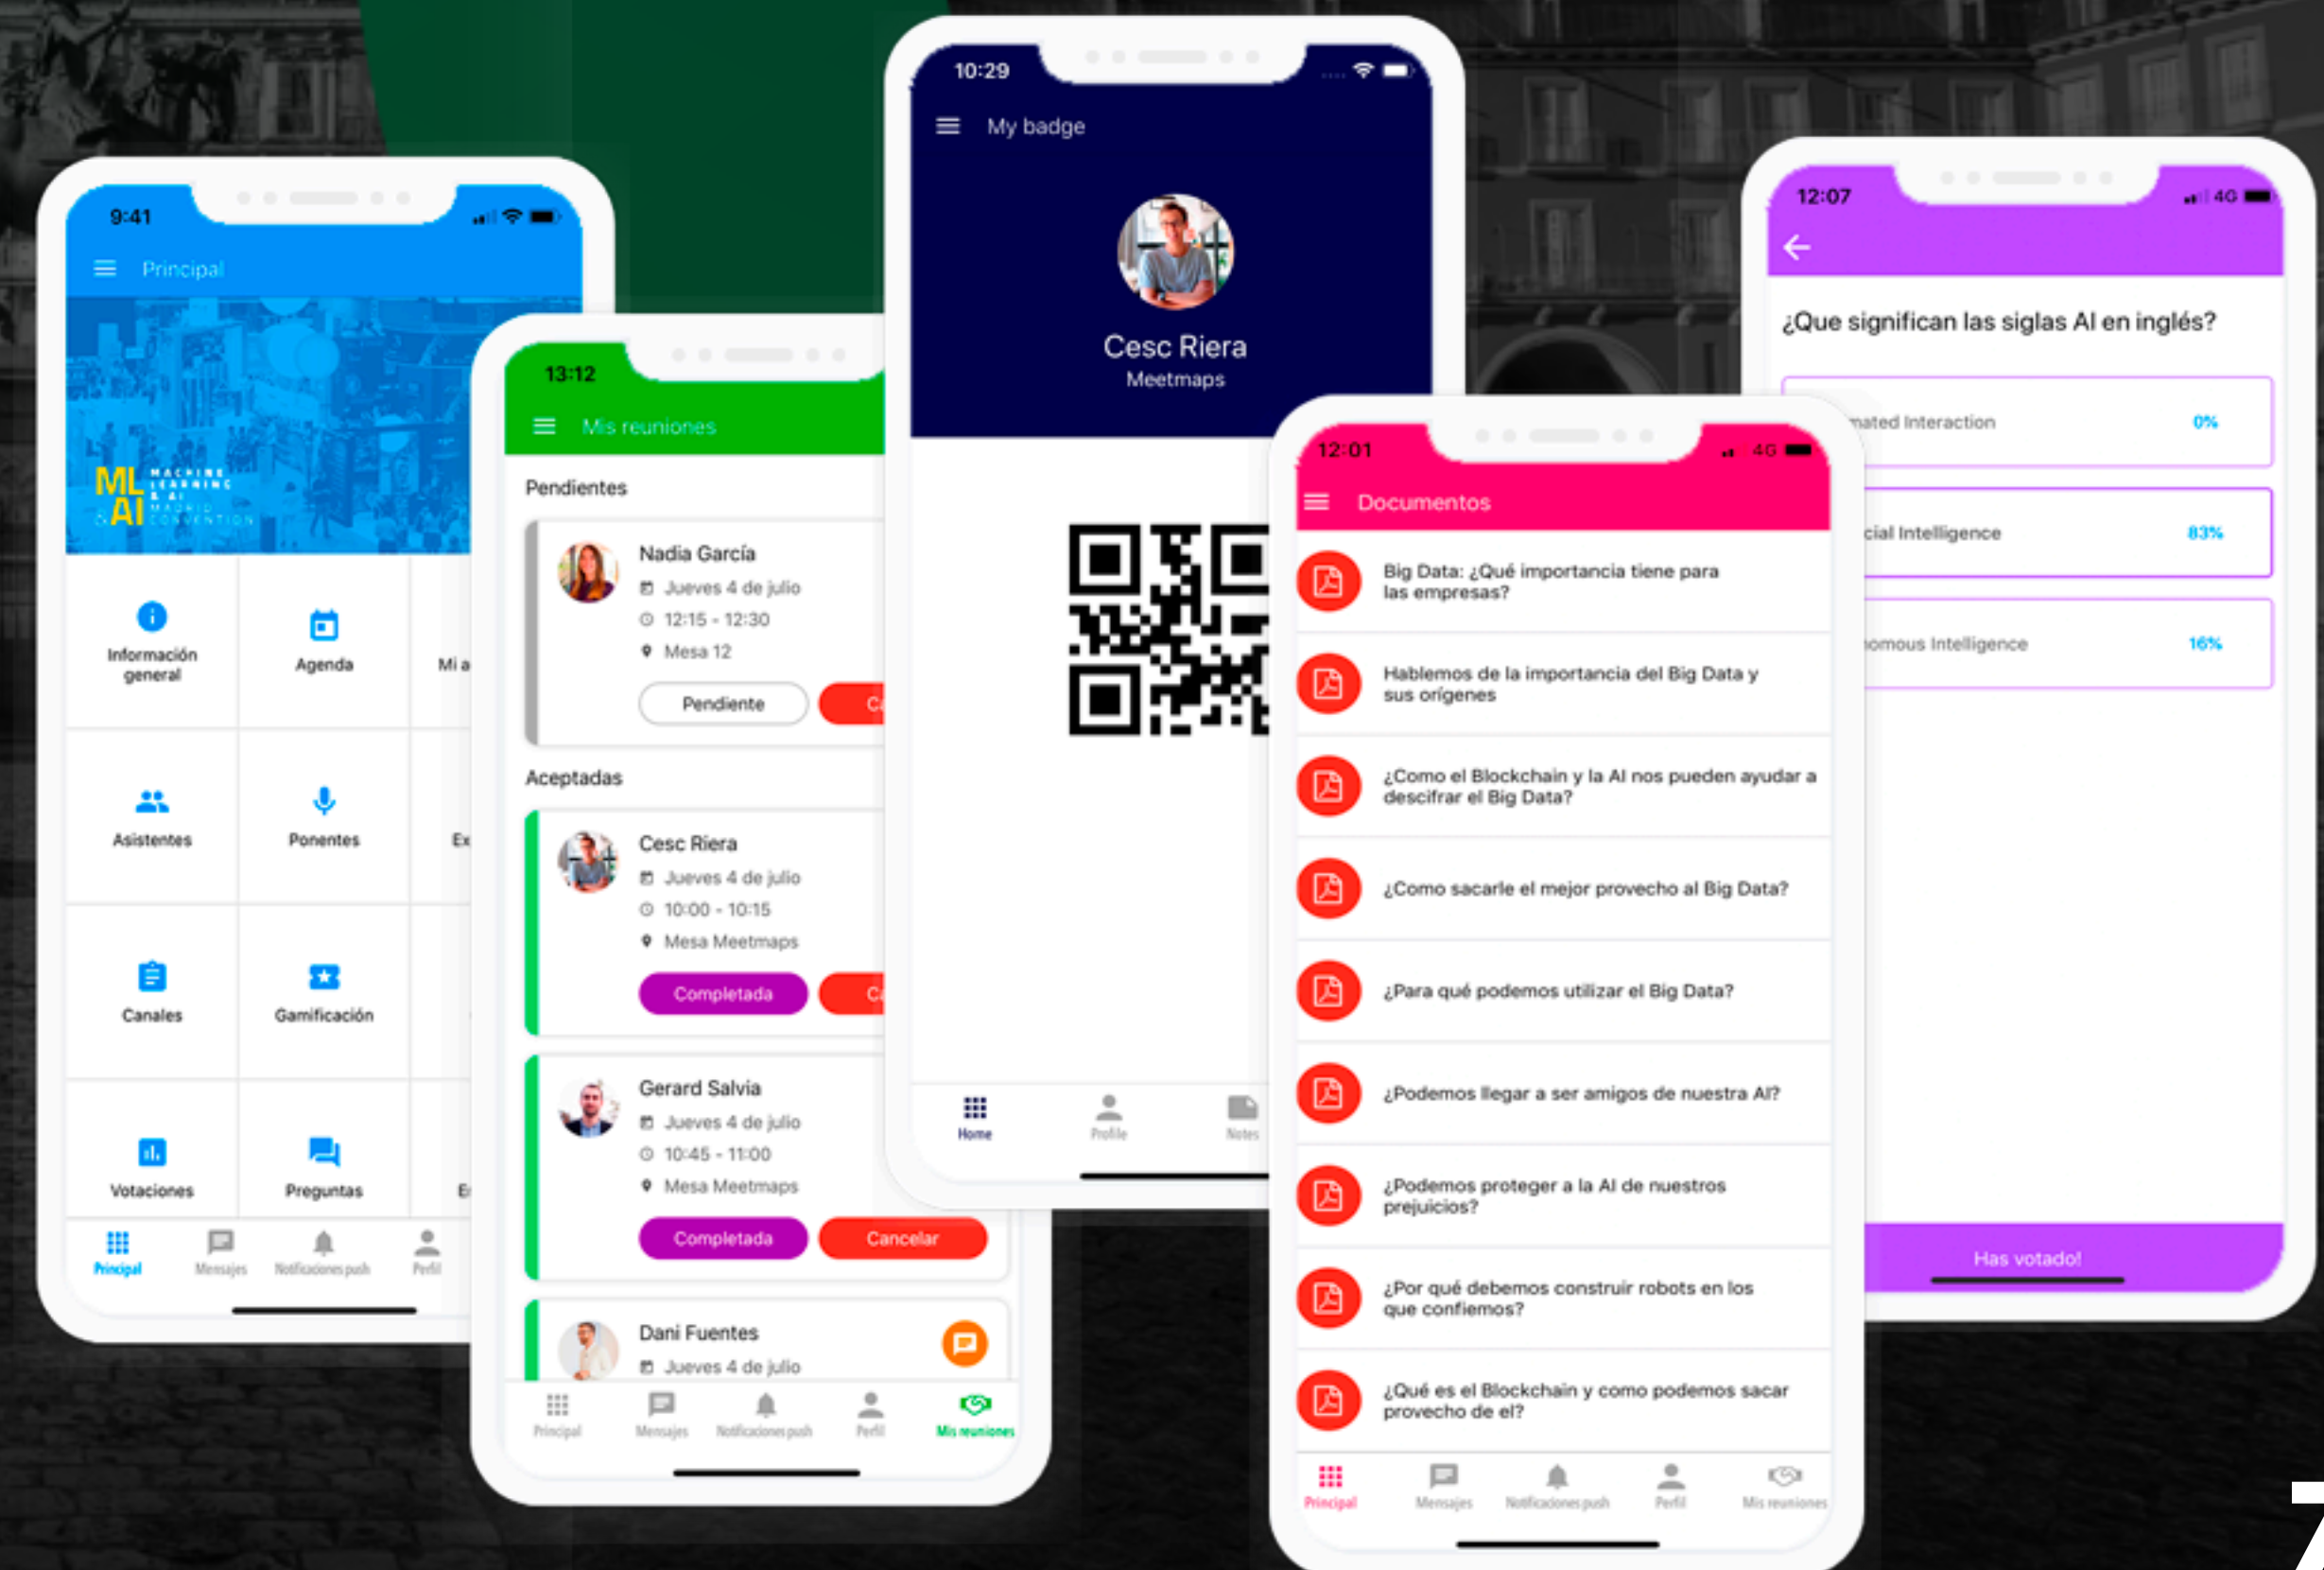 9:41
Principal
ML
& AI
MACHINE
LEARNING
& AI
MADRID
CONVENTION
Información
general
Agenda
Mi a
Asistentes
Ponentes
Ex
Canales
Gamificación
Votaciones
Preguntas
Principal
Mensajes
Notificaciones push
Perfil
13:12
Mis reuniones
Pendientes
Nadia García
Jueves 4 de julio
12:15 - 12:30
Mesa 12
Pendiente
Ca
Aceptadas
Cesc Riera
Jueves 4 de julio
10:00 - 10:15
Mesa Meetmaps
Completada
Ca
Gerard Salvia
Jueves 4 de julio
10:45 - 11:00
Mesa Meetmaps
Completada
Cancelar
Dani Fuentes
Jueves 4 de julio
Principal
Mensajes
Notificaciones push
Perfil
Mis reuniones
10:29
My badge
Cesc Riera
Meetmaps
Home
Profile
Notes
12:01
4G
Documentos
Big Data: ¿Qué importancia tiene para
las empresas?
Hablemos de la importancia del Big Data y
sus orígenes
¿Como el Blockchain y la AI nos pueden ayudar a
descifrar el Big Data?
¿Como sacarle el mejor provecho al Big Data?
¿Para qué podemos utilizar el Big Data?
¿Podemos llegar a ser amigos de nuestra AI?
¿Podemos proteger a la AI de nuestros
prejuicios?
¿Por qué debemos construir robots en los
que confiemos?
¿Qué es el Blockchain y como podemos sacar
provecho de el?
Principal
Mensajes
Notificaciones push
Perfil
Mis reuniones
12:07
4G
¿Que significan las siglas AI en inglés?
mated Interaction
0%
cial Intelligence
83%
omous Intelligence
16%
Has votado!